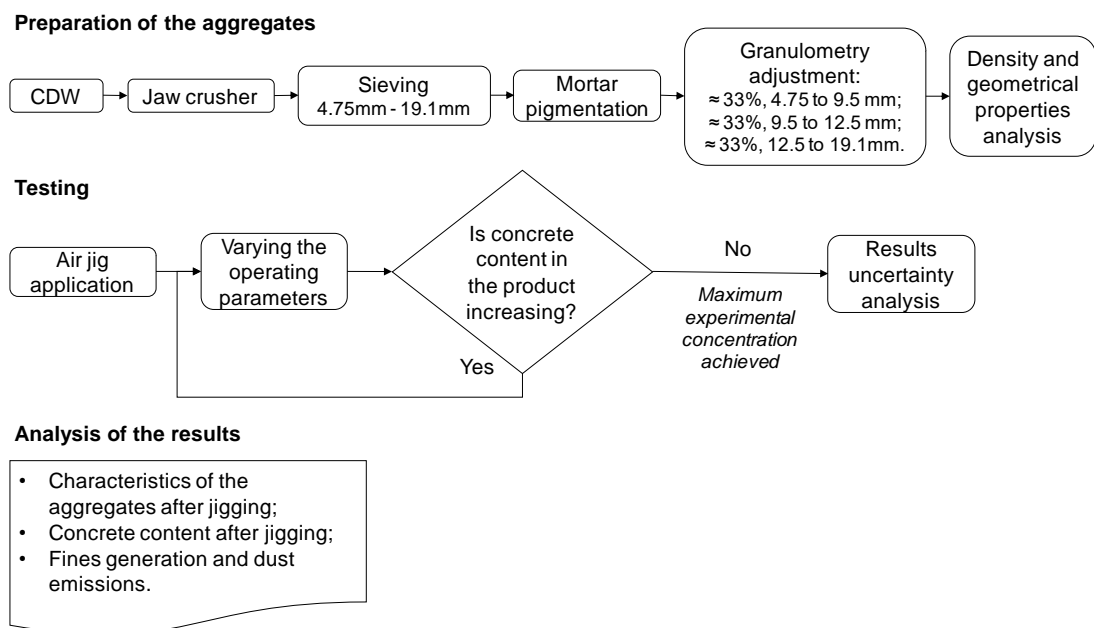 Preparation of the aggregates
CDW
Jaw crusher
Sieving
4.75mm - 19.1mm
Mortar
pigmentation
Granulometry
adjustment:
≈ 33%, 4.75 to 9.5 mm;
≈ 33%, 9.5 to 12.5 mm;
≈ 33%, 12.5 to 19.1mm.
Density and
geometrical
properties
analysis
Testing
Air jig
application
Varying the
operating
parameters
Is concrete
content in
the product
increasing?
Yes
No
Maximum
experimental
concentration
achieved
Results
uncertainty
analysis
Analysis of the results
• Characteristics of the
aggregates after jigging;
• Concrete content after jigging;
• Fines generation and dust
emissions.